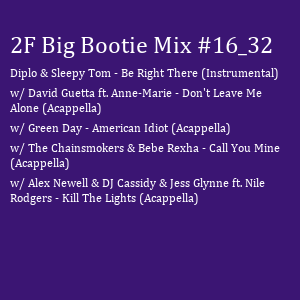 2F Big Bootie Mix #16_32
Diplo & Sleepy Tom - Be Right There (Instrumental)
w/ David Guetta ft. Anne-Marie - Don't Leave Me
Alone (Acappella)
w/ Green Day - American Idiot (Acappella)
w/ The Chainsmokers & Bebe Rexha - Call You Mine
(Acappella)
w/ Alex Newell & DJ Cassidy & Jess Glynne ft. Nile
Rodgers - Kill The Lights (Acappella)